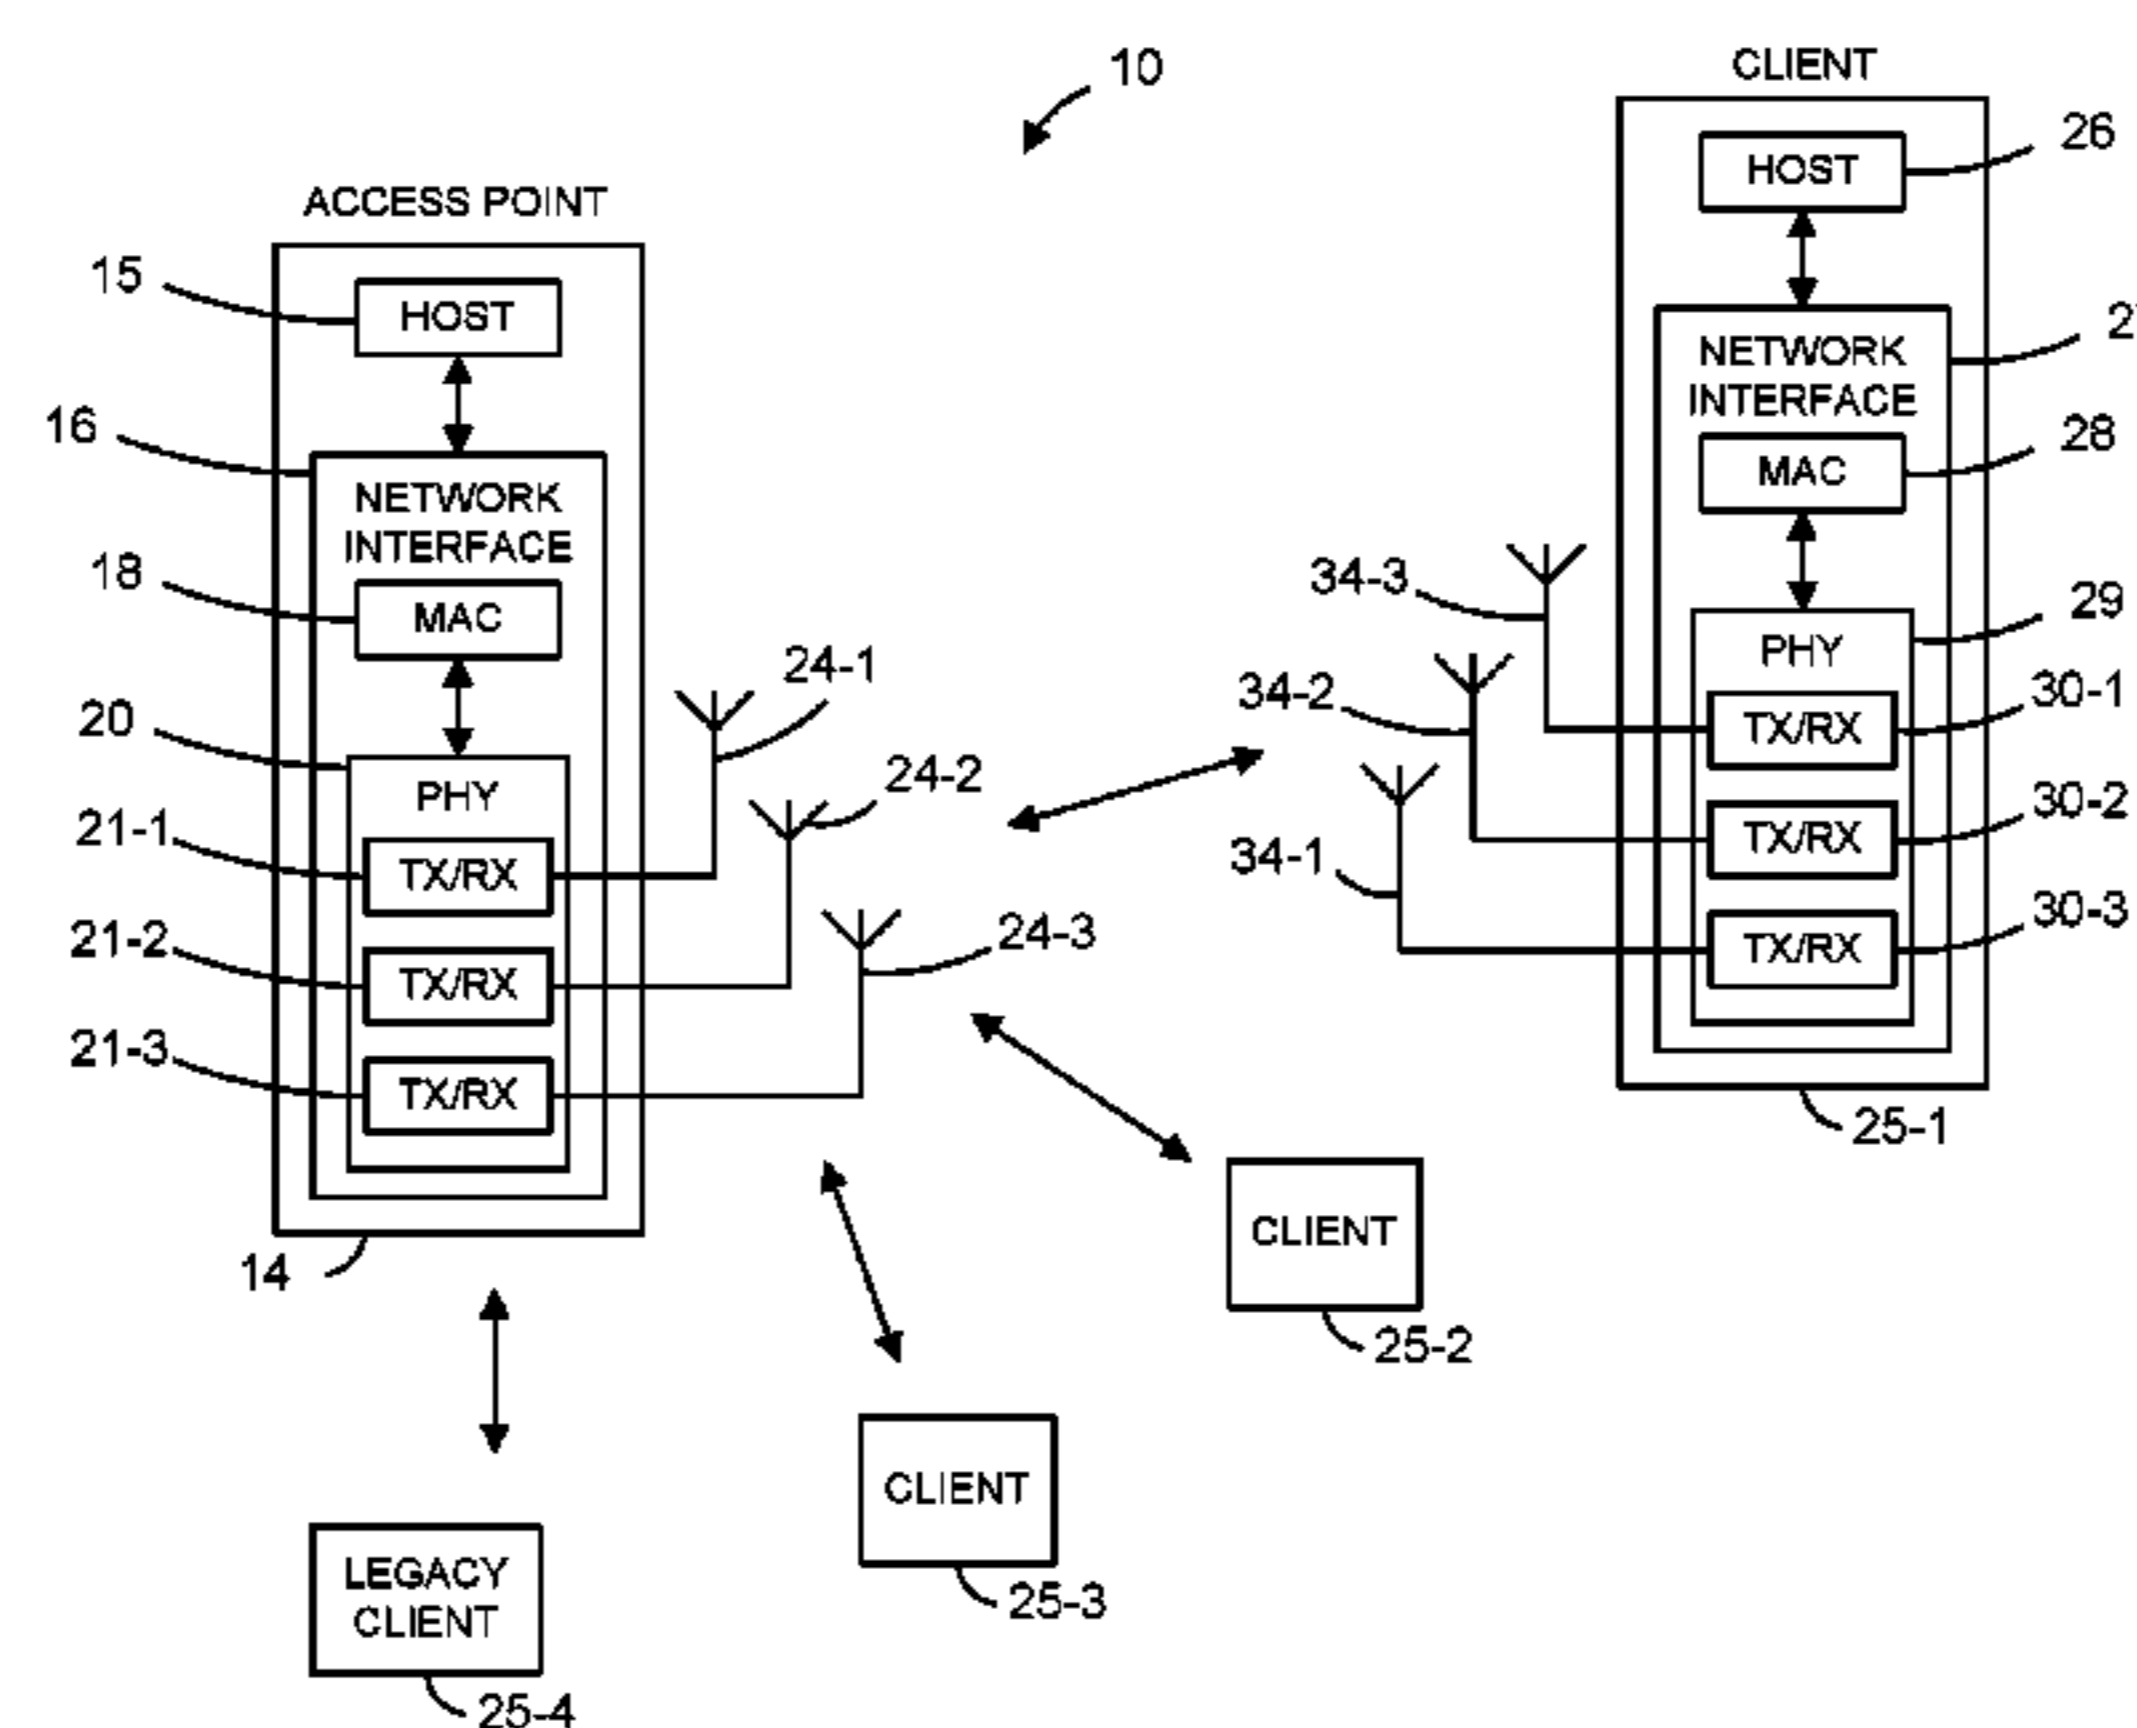 10
CLIENT
26
HOST
ACCESS POINT
15
HOST
NETWORK
INTERFACE
16
NETWORK
INTERFACE
MAC
28
18
MAC
34-3
29
PHY
24-1
34-2
30-1
TX/RX
20
PHY
24-2
30-2
TX/RX
21-1
TX/RX
34-1
30-3
TX/RX
21-2
TX/RX
24-3
21-3
TX/RX
25-1
14
CLIENT
25-2
CLIENT
25-3
LEGACY
CLIENT
25-4